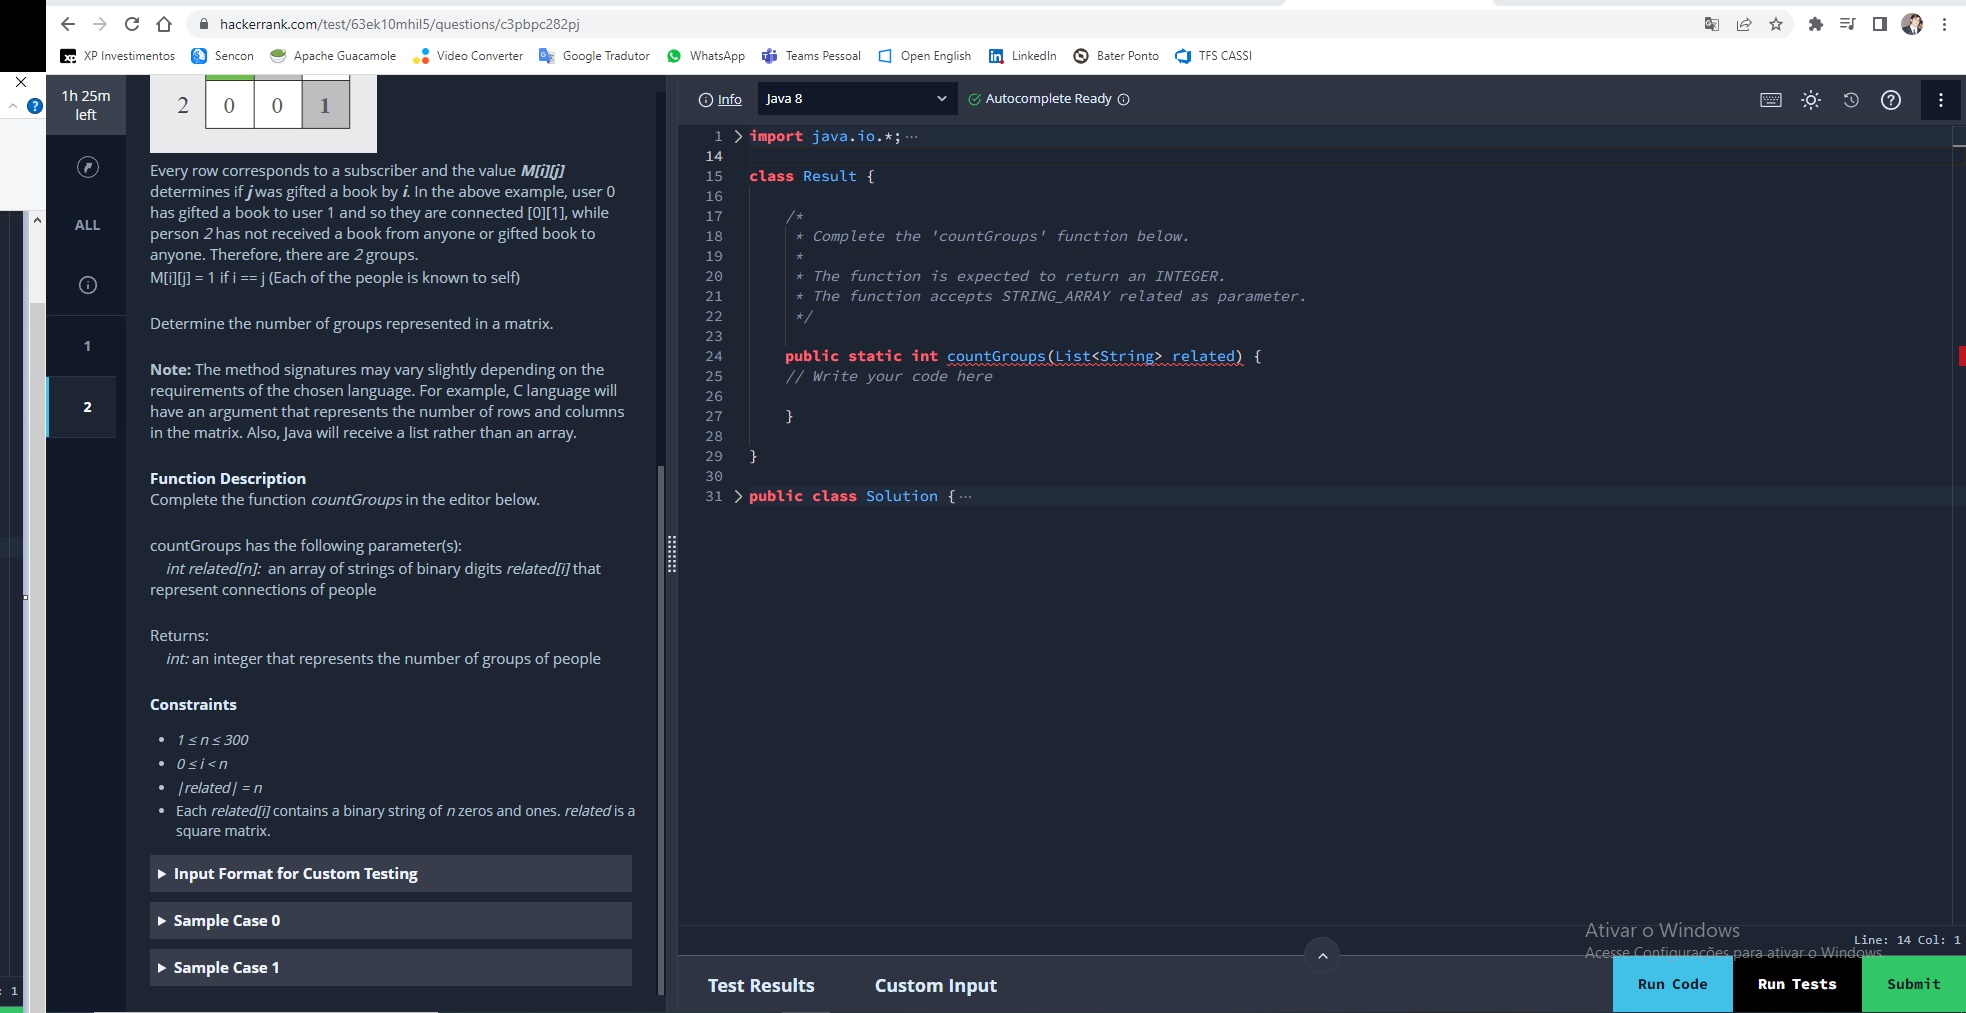 hackerrank.com/test/63ek10mhil5/questions/c3pbpc282pj
XP Investimentos Sencon Apache Guacamole Video Converter Google Tradutor WhatsApp Teams Pessoal Open English LinkedIn Bater Ponto TFS CASSI
1h 25m
left
ALL
1
2
: 1
2 0 0 1
Every row corresponds to a subscriber and the value M[i][j]
determines if j was gifted a book by i. In the above example, user 0
has gifted a book to user 1 and so they are connected [0][1], while
person 2 has not received a book from anyone or gifted book to
anyone. Therefore, there are 2 groups.
M[i][j] = 1 if i == j (Each of the people is known to self)
Determine the number of groups represented in a matrix.
Note: The method signatures may vary slightly depending on the
requirements of the chosen language. For example, C language will
have an argument that represents the number of rows and columns
in the matrix. Also, Java will receive a list rather than an array.
Function Description
Complete the function countGroups in the editor below.
countGroups has the following parameter(s):
int related[n]: an array of strings of binary digits related[i] that
represent connections of people
Returns:
int: an integer that represents the number of groups of people
Constraints
• 1 ≤ n ≤ 300
• 0 ≤ i < n
• |related| = n
• Each related[i] contains a binary string of n zeros and ones. related is a
square matrix.
Input Format for Custom Testing
Sample Case 0
Sample Case 1
Info Java 8 Autocomplete Ready
1 import java.io.*;···
14
15 class Result {
16
17 /*
18 * Complete the 'countGroups' function below.
19 *
20 * The function is expected to return an INTEGER.
21 * The function accepts STRING_ARRAY related as parameter.
22 */
23
24 public static int countGroups(List<String> related) {
25 // Write your code here
26
27 }
28
29 }
30
31 public class Solution {···
Ativar o Windows
Acesse Configurações para ativar o Windows.
Line: 14 Col: 1
Test Results Custom Input Run Code Run Tests Submit